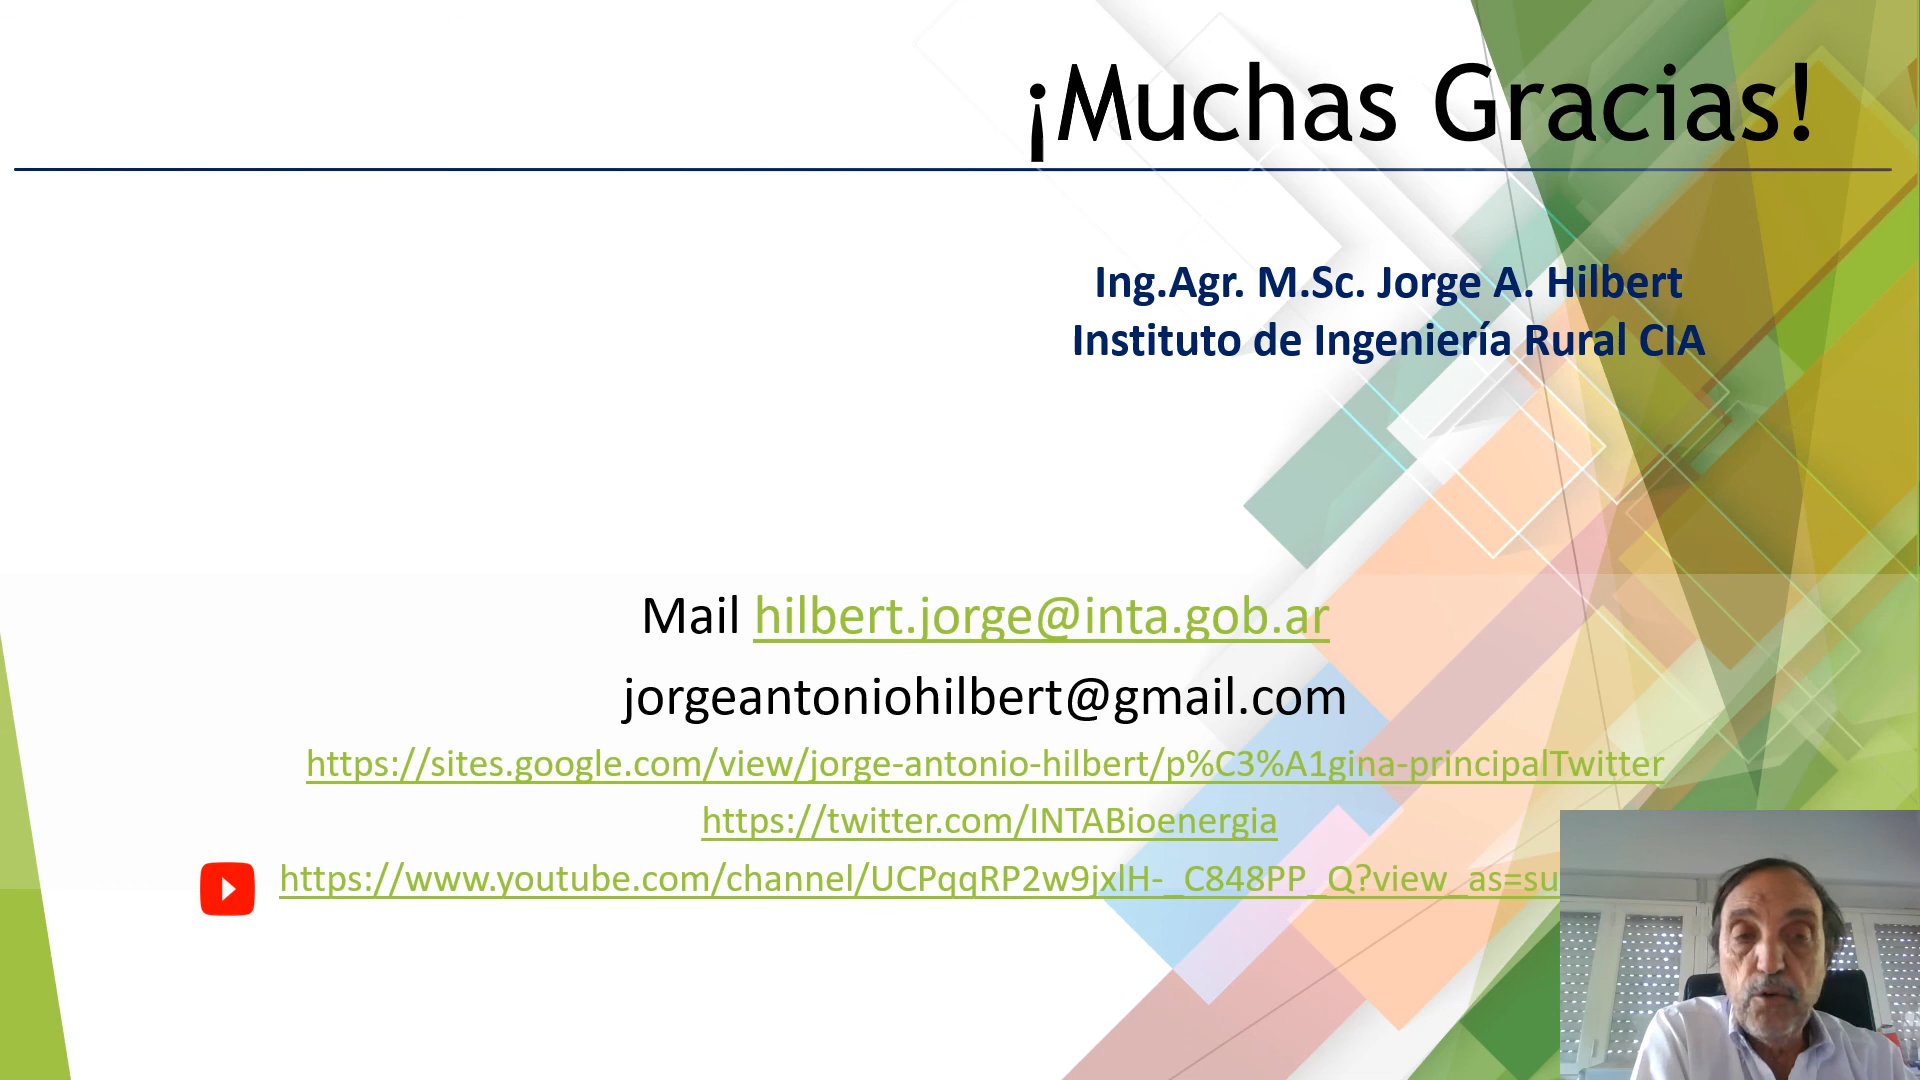 ¡Muchas Gracias!
Ing.Agr. M.Sc. Jorge A. Hilbert
Instituto de Ingeniería Rural CIA
Mail hilbert.jorge@inta.gob.ar
jorgeantoniohilbert@gmail.com
https://sites.google.com/view/jorge-antonio-hilbert/p%C3%A1gina-principalTwitter
https://twitter.com/INTABioenergia
https://www.youtube.com/channel/UCPqqRP2w9jxlH-_C848PP_Q?view_as=su